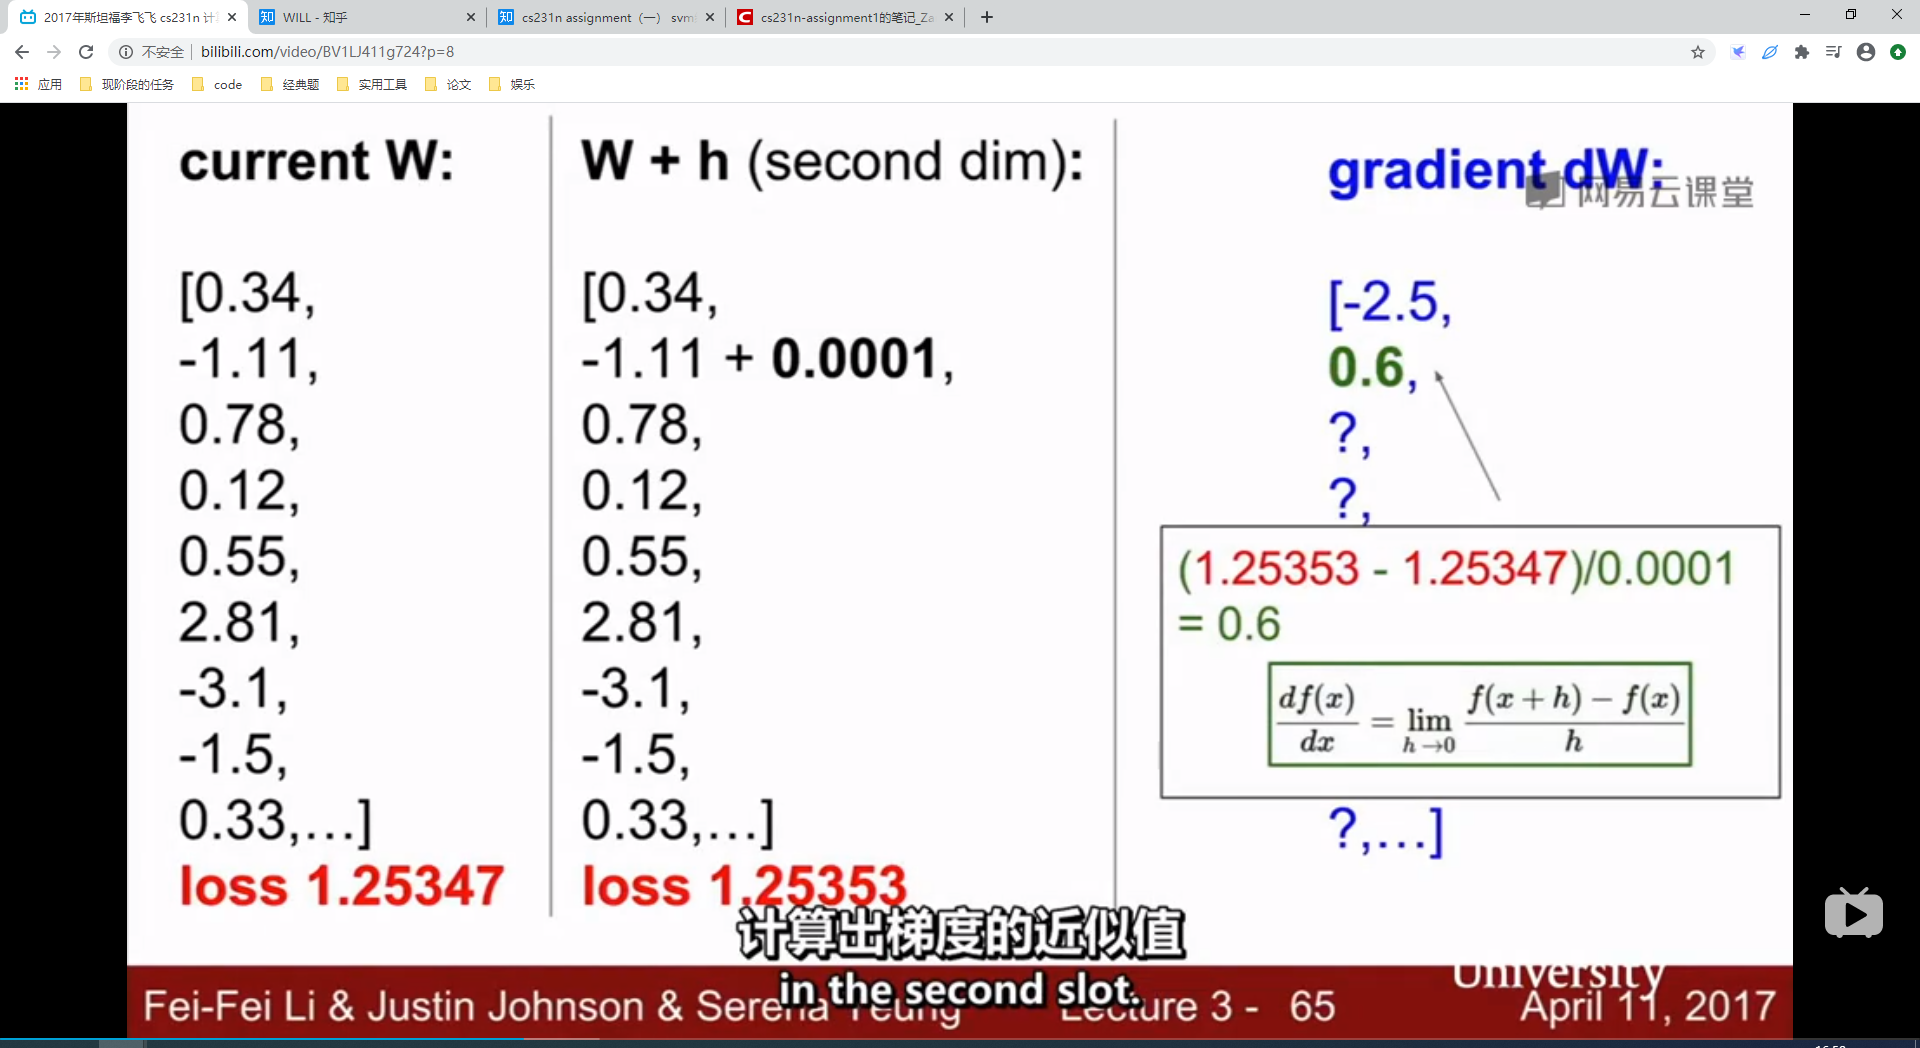 2017年斯坦福李飞飞 cs231n 计
WILL - 知乎
cs231n assignment（一） svm
cs231n-assignment1的笔记_Za
不安全
bilibili.com/video/BV1LJ411g724?p=8
应用
现阶段的任务
code
经典题
实用工具
论文
娱乐
current W:
[0.34,
-1.11,
0.78,
0.12,
0.55,
2.81,
-3.1,
-1.5,
0.33,…]
loss 1.25347
W + h (second dim):
[0.34,
-1.11 + 0.0001,
0.78,
0.12,
0.55,
2.81,
-3.1,
-1.5,
0.33,…]
loss 1.25353
gradient dW:
网易云课堂
[-2.5,
0.6,
?,
?,
(1.25353 - 1.25347)/0.0001
= 0.6
df(x)/dx = lim h→0 f(x + h) − f(x)/h
?,…]
计算出梯度的近似值
in the second slot.
Fei-Fei Li & Justin Johnson & Serena Yeung
Lecture 3 - 65
University
April 11, 2017